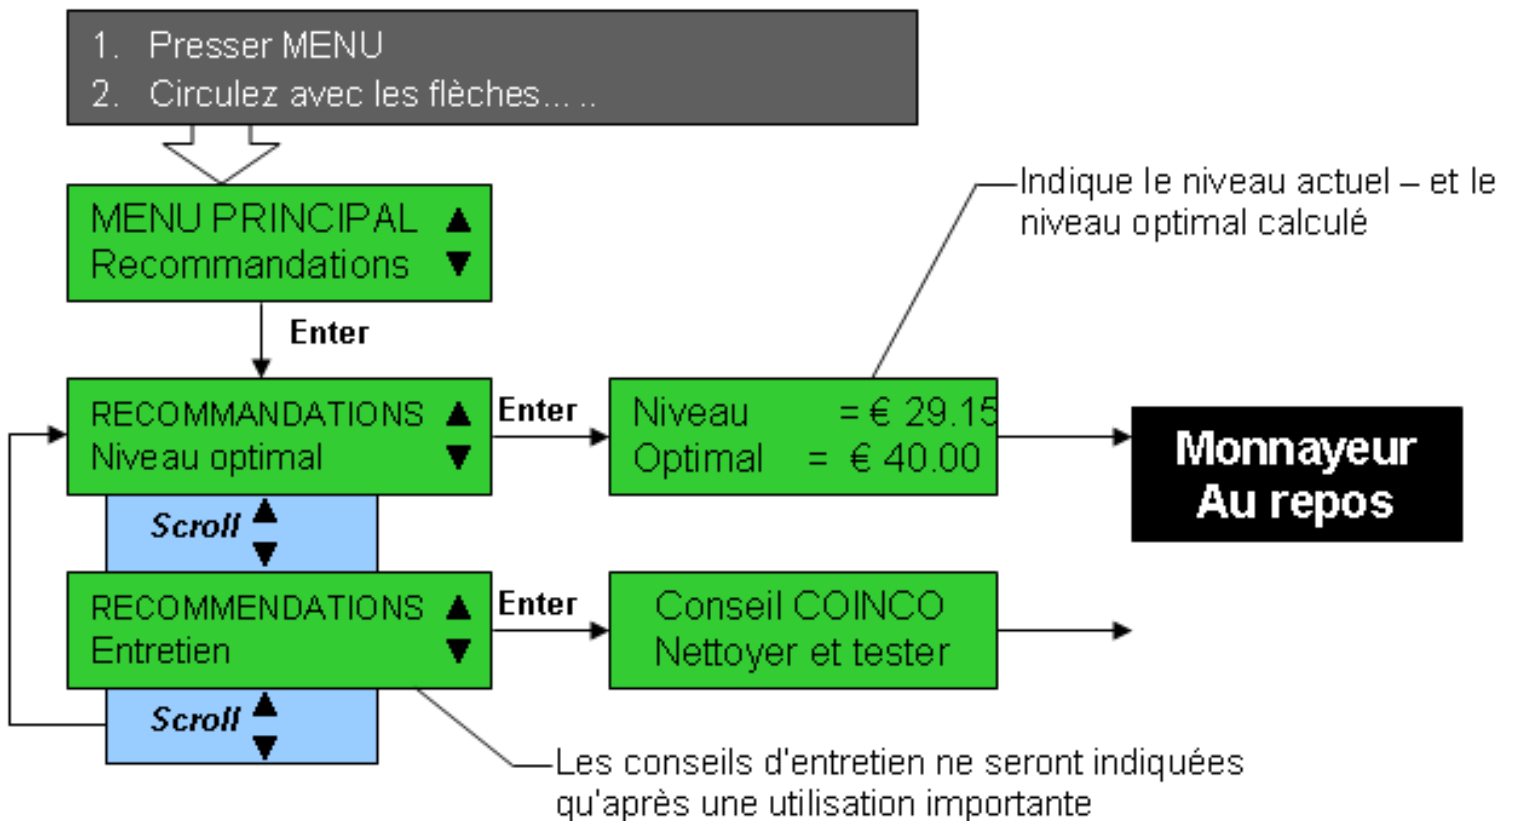 1. Presser MENU
2. Circulez avec les flèches... ..
Indique le niveau actuel – et le
niveau optimal calculé
MENU PRINCIPAL ▲
Recommandations ▼
Enter
RECOMMANDATIONS ▲
Niveau optimal ▼
Enter
Niveau = € 29.15
Optimal = € 40.00
Monnayeur
Au repos
Scroll ▲
▼
RECOMMENDATIONS ▲
Entretien ▼
Enter
Conseil COINCO
Nettoyer et tester
Scroll ▲
▼
Les conseils d'entretien ne seront indiquées
qu'après une utilisation importante